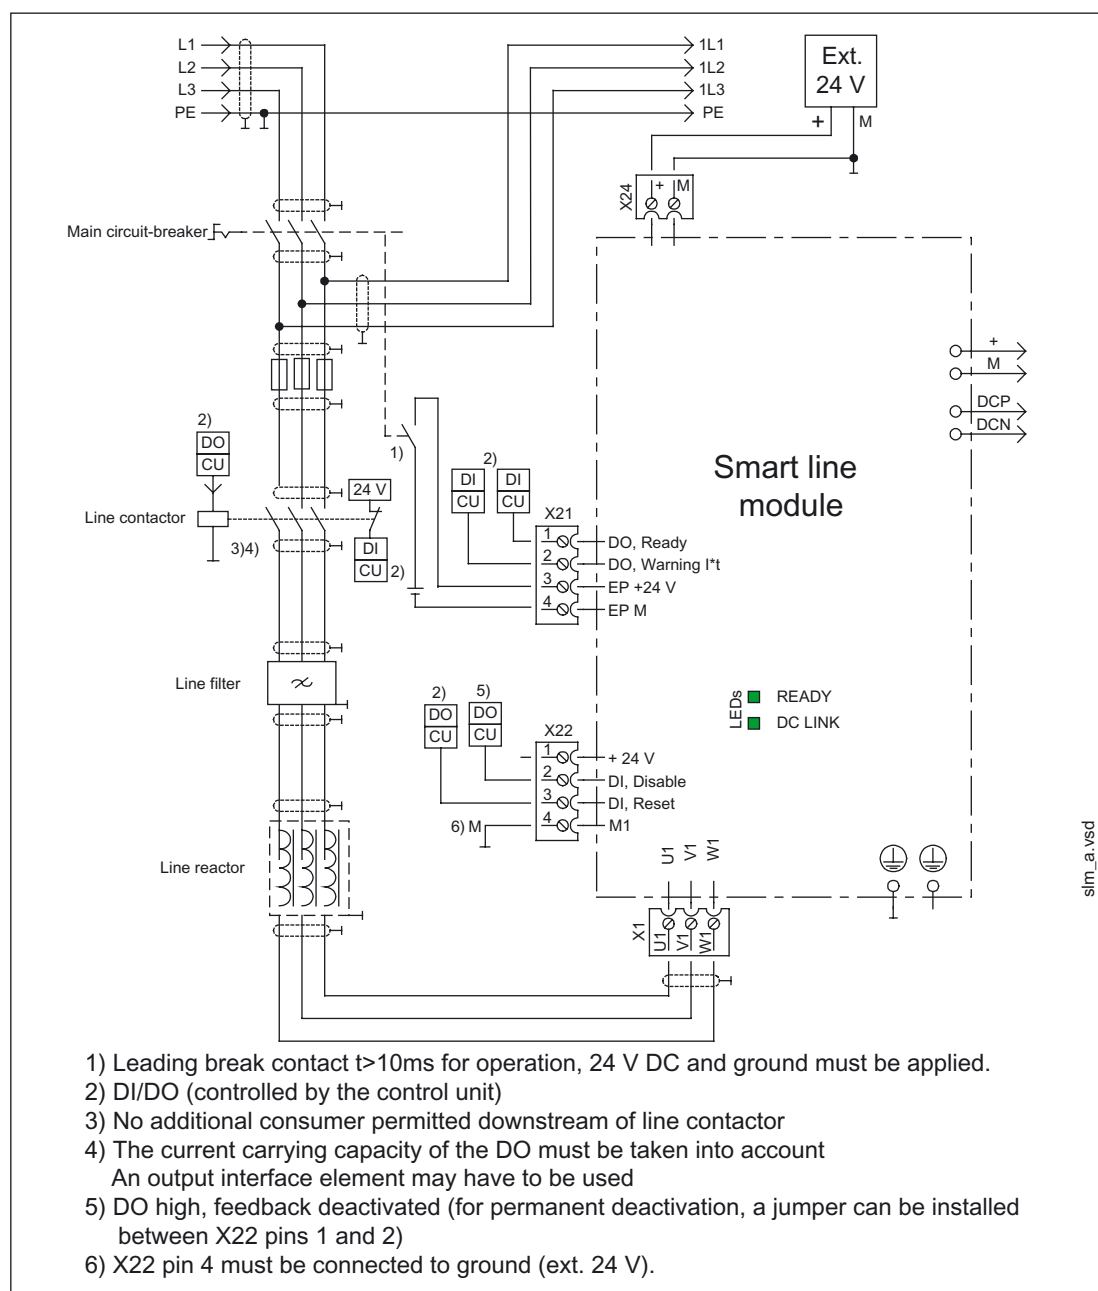 L1
L2
L3
PE
1L1
1L2
1L3
PE
Ext.
24 V
+
M
X24
+
M
Main circuit-breaker
+
M
DCP
DCN
Smart line
module
2)
DO
CU
1)
24 V
Line contactor
3)4)
DI
CU
2)
2)
DI
CU
DI
CU
X21
1
2
3
4
DO, Ready
DO, Warning I*t
EP +24 V
EP M
Line filter
LEDs
READY
DC LINK
2)
5)
DO
CU
DO
CU
X22
1
2
3
4
+ 24 V
DI, Disable
DI, Reset
M1
6) M
Line reactor
U1
V1
W1
X1
U1
V1
W1
slm_a.vsd
1) Leading break contact t>10ms for operation, 24 V DC and ground must be applied.
2) DI/DO (controlled by the control unit)
3) No additional consumer permitted downstream of line contactor
4) The current carrying capacity of the DO must be taken into account
An output interface element may have to be used
5) DO high, feedback deactivated (for permanent deactivation, a jumper can be installed
between X22 pins 1 and 2)
6) X22 pin 4 must be connected to ground (ext. 24 V).